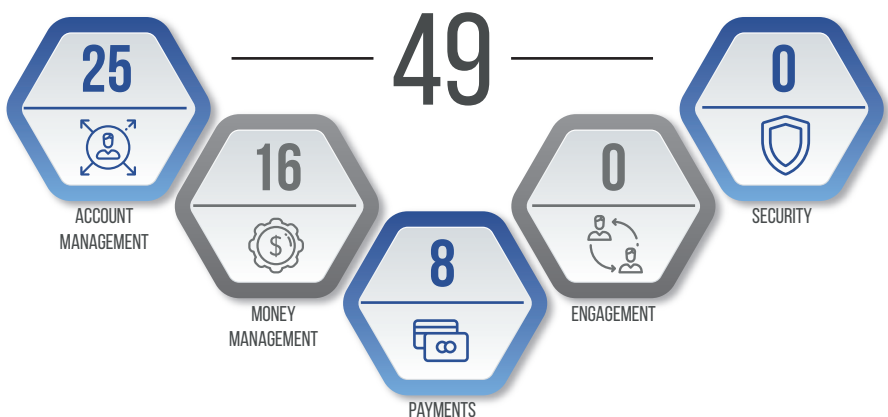 49
25
ACCOUNT
MANAGEMENT
16
$
MONEY
MANAGEMENT
8
PAYMENTS
0
ENGAGEMENT
0
SECURITY